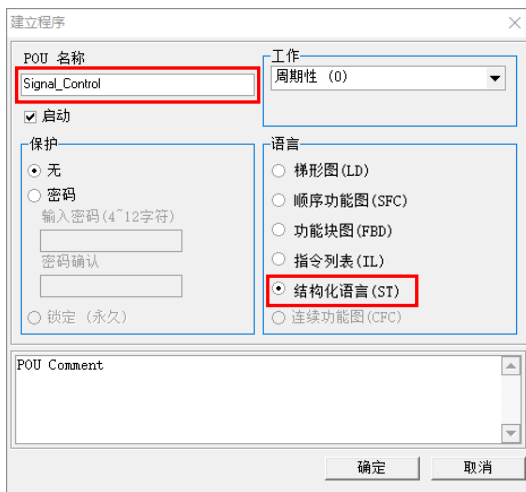 建立程序
POU 名称
Signal_Control
启动
工作
周期性 (0)
保护
无
密码
输入密码(4~12字符)
密码确认
锁定 (永久)
语言
梯形图(LD)
顺序功能图(SFC)
功能块图(FBD)
指令列表(IL)
结构化语言(ST)
连续功能图(CFC)
POU Comment
确定
取消